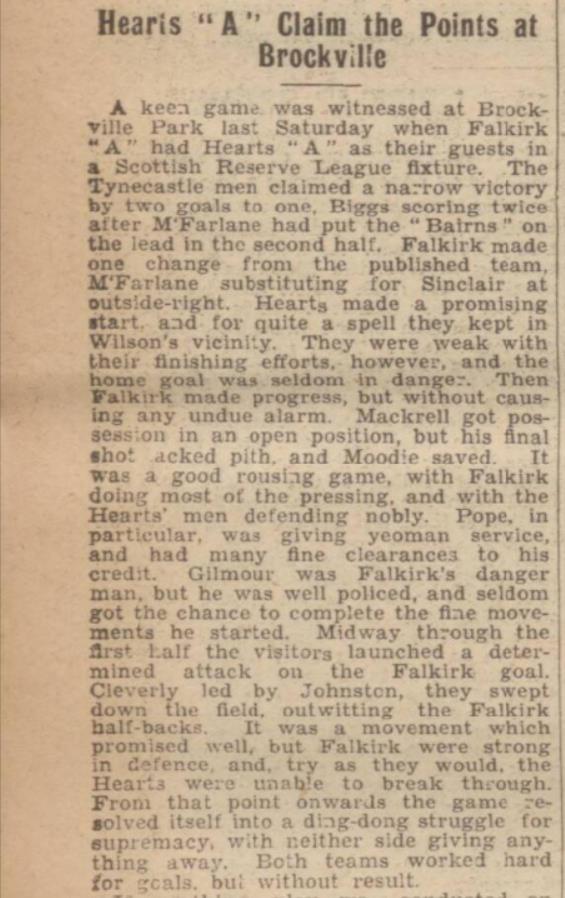 Hearts "A" Claim the Points at
Brockville
A keen game was witnessed at Brock-
ville Park last Saturday when Falkirk
"A" had Hearts "A" as their guests in
a Scottish Reserve League fixture. The
Tynecastle men claimed a narrow victory
by two goals to one, Biggs scoring twice
after M'Farlane had put the "Bairns" on
the lead in the second half. Falkirk made
one change from the published team,
M'Farlane substituting for Sinclair at
outside-right. Hearts made a promising
start, and for quite a spell they kept in
Wilson's vicinity. They were weak with
their finishing efforts, however, and the
home goal was seldom in danger. Then
Falkirk made progress, but without caus-
ing any undue alarm. Mackrell got pos-
session in an open position, but his final
shot lacked pith, and Moodie saved. It
was a good rousing game, with Falkirk
doing most of the pressing, and with the
Hearts' men defending nobly. Pope, in
particular, was giving yeoman service,
and had many fine clearances to his
credit. Gilmour was Falkirk's danger
man, but he was well policed, and seldom
got the chance to complete the fine move-
ments he started. Midway through the
first half the visitors launched a deter-
mined attack on the Falkirk goal.
Cleverly led by Johnston, they swept
down the field, outwitting the Falkirk
half-backs. It was a movement which
promised well, but Falkirk were strong
in defence, and, try as they would, the
Hearts were unable to break through.
From that point onwards the game re-
solved itself into a ding-dong struggle for
supremacy, with neither side giving any-
thing away. Both teams worked hard
for goals, but without result.